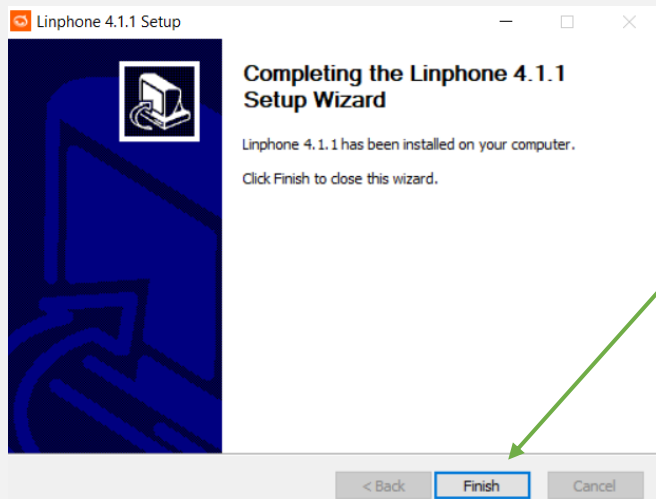 Linphone 4.1.1 Setup
Completing the Linphone 4.1.1
Setup Wizard
Linphone 4.1.1 has been installed on your computer.
Click Finish to close this wizard.
< Back Finish Cancel